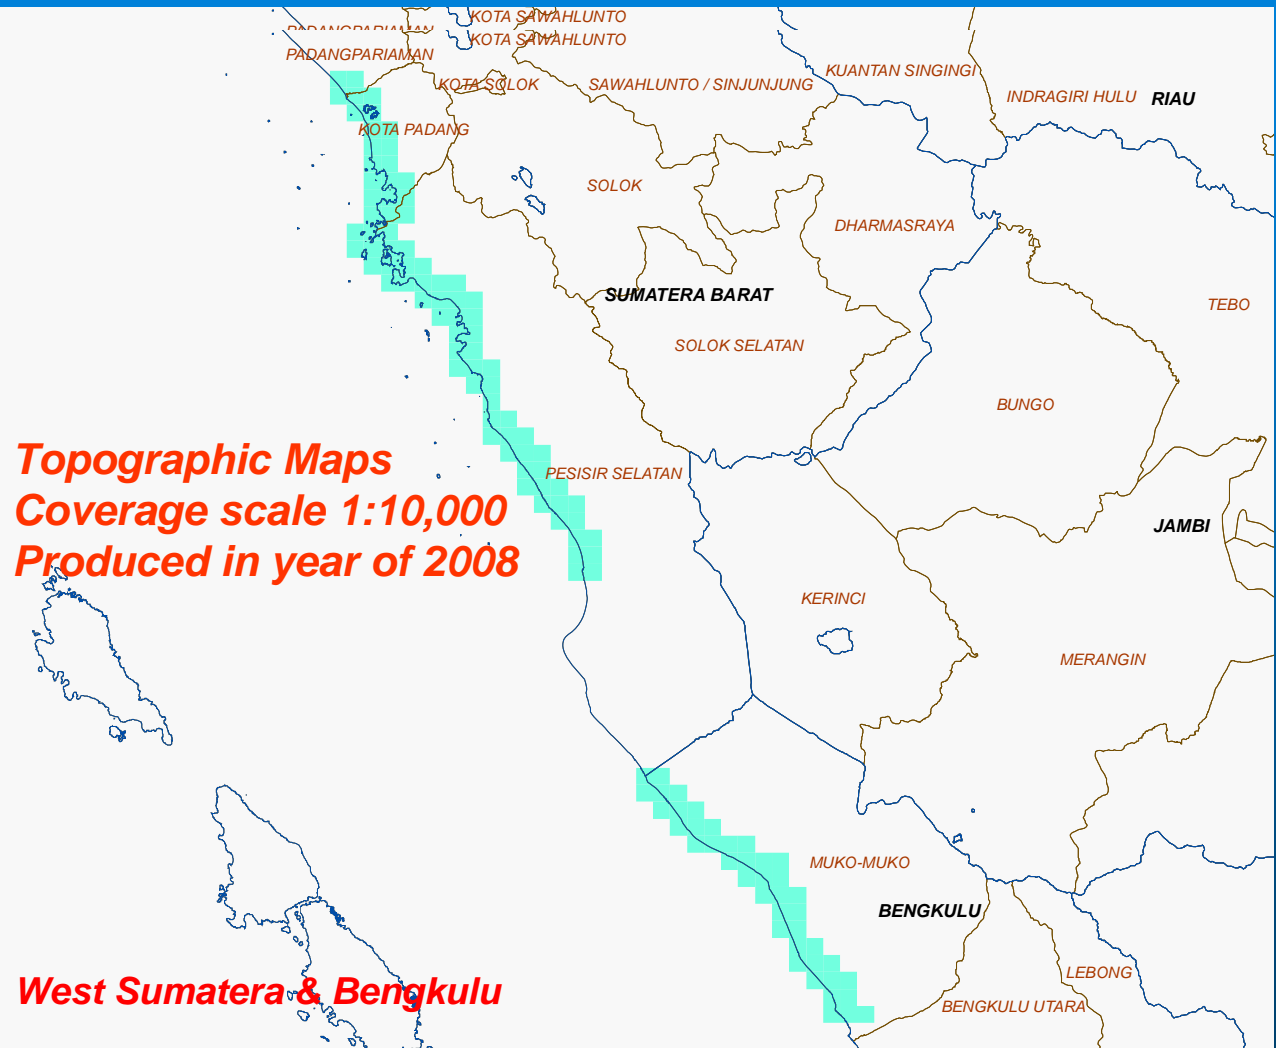 KOTA SAWAHLUNTO
PADANGPARIAMAN
KOTA SAWAHLUNTO
PADANGPARIAMAN
KUANTAN SINGINGI
KOTA SOLOK
SAWAHLUNTO / SINJUNJUNG
INDRAGIRI HULU
RIAU
KOTA PADANG
SOLOK
DHARMASRAYA
SUMATERA BARAT
TEBO
SOLOK SELATAN
BUNGO
Topographic Maps
Coverage scale 1:10,000
Produced in year of 2008
PESISIR SELATAN
JAMBI
KERINCI
MERANGIN
MUKO-MUKO
BENGKULU
LEBONG
West Sumatera & Bengkulu
BENGKULU UTARA